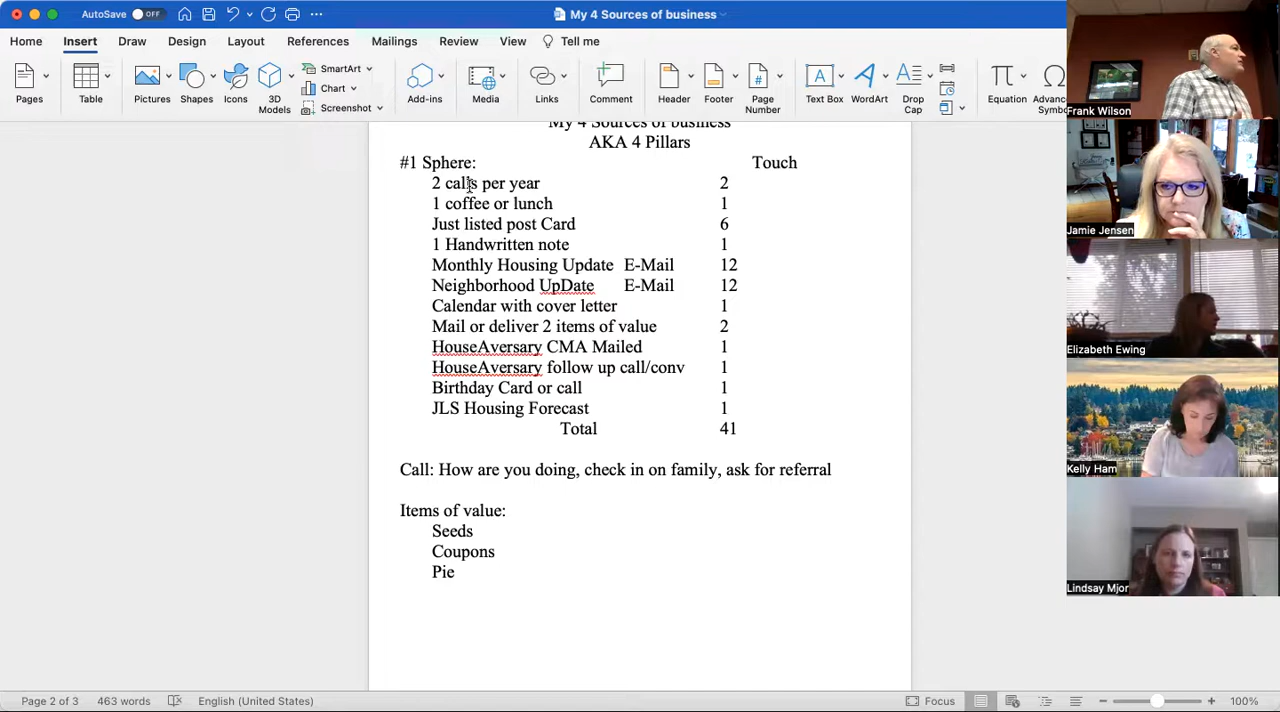 AutoSave OFF
My 4 Sources of business
Home Insert Draw Design Layout References Mailings Review View Tell me
Pages
Table
Pictures
Shapes
Icons
3D Models
SmartArt
Chart
Screenshot
Add-ins
Media
Links
Comment
Header
Footer
Page Number
Text Box
WordArt
Drop Cap
Equation
Advanc
Symbo
My 4 Sources of business
AKA 4 Pillars
#1 Sphere: Touch
2 calls per year 2
1 coffee or lunch 1
Just listed post Card 6
1 Handwritten note 1
Monthly Housing Update E-Mail 12
Neighborhood UpDate E-Mail 12
Calendar with cover letter 1
Mail or deliver 2 items of value 2
HouseAversary CMA Mailed 1
HouseAversary follow up call/conv 1
Birthday Card or call 1
JLS Housing Forecast 1
Total 41
Call: How are you doing, check in on family, ask for referral
Items of value:
Seeds
Coupons
Pie
Page 2 of 3 463 words English (United States) Focus 100%
Frank Wilson
Jamie Jensen
Elizabeth Ewing
Kelly Ham
Lindsay Mjor